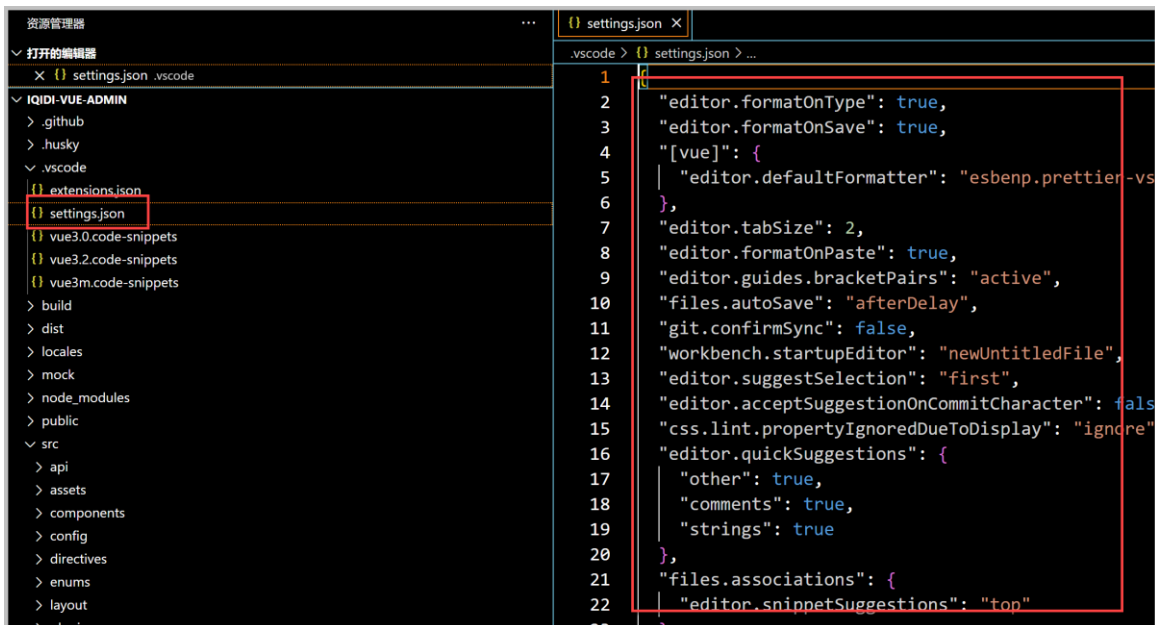 资源管理器 ···
打开的编辑器
settings.json .vscode
IQIDI-VUE-ADMIN
.github
.husky
.vscode
{} extensions.json
{} settings.json
{} vue3.0.code-snippets
{} vue3.2.code-snippets
{} vue3m.code-snippets
build
dist
locales
mock
node_modules
public
src
api
assets
components
config
directives
enums
layout
{} settings.json
.vscode > {} settings.json > ...
1 {
2 "editor.formatOnType": true,
3 "editor.formatOnSave": true,
4 "[vue]": {
5 "editor.defaultFormatter": "esbenp.prettier-vs
6 },
7 "editor.tabSize": 2,
8 "editor.formatOnPaste": true,
9 "editor.guides.bracketPairs": "active",
10 "files.autoSave": "afterDelay",
11 "git.confirmSync": false,
12 "workbench.startupEditor": "newUntitledFile",
13 "editor.suggestSelection": "first",
14 "editor.acceptSuggestionOnCommitCharacter": fals
15 "css.lint.propertyIgnoredDueToDisplay": "ignore"
16 "editor.quickSuggestions": {
17 "other": true,
18 "comments": true,
19 "strings": true
20 },
21 "files.associations": {
22 "editor.snippetSuggestions": "top"